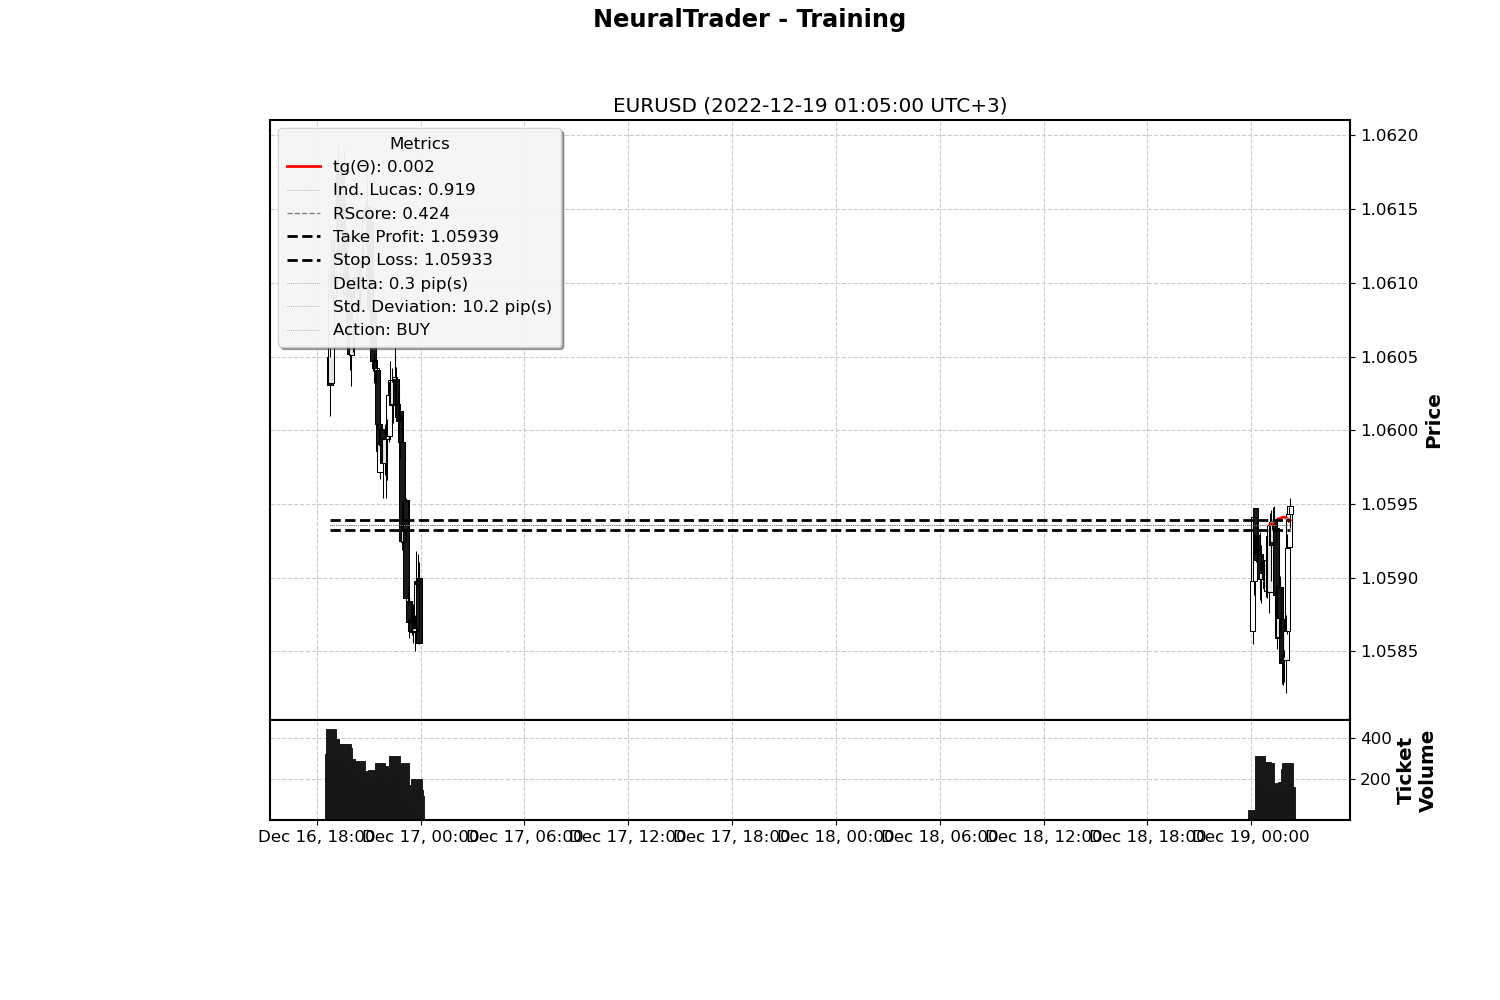 NeuralTrader - Training
EURUSD (2022-12-19 01:05:00 UTC+3)
Metrics
tg(Θ): 0.002
Ind. Lucas: 0.919
RScore: 0.424
Take Profit: 1.05939
Stop Loss: 1.05933
Delta: 0.3 pip(s)
Std. Deviation: 10.2 pip(s)
Action: BUY
1.0620
1.0615
1.0610
1.0605
1.0600
1.0595
1.0590
1.0585
Price
400
200
Ticket
Volume
Dec 16, 18:00
Dec 17, 00:00
Dec 17, 06:00
Dec 17, 12:00
Dec 17, 18:00
Dec 18, 00:00
Dec 18, 06:00
Dec 18, 12:00
Dec 18, 18:00
Dec 19, 00:00